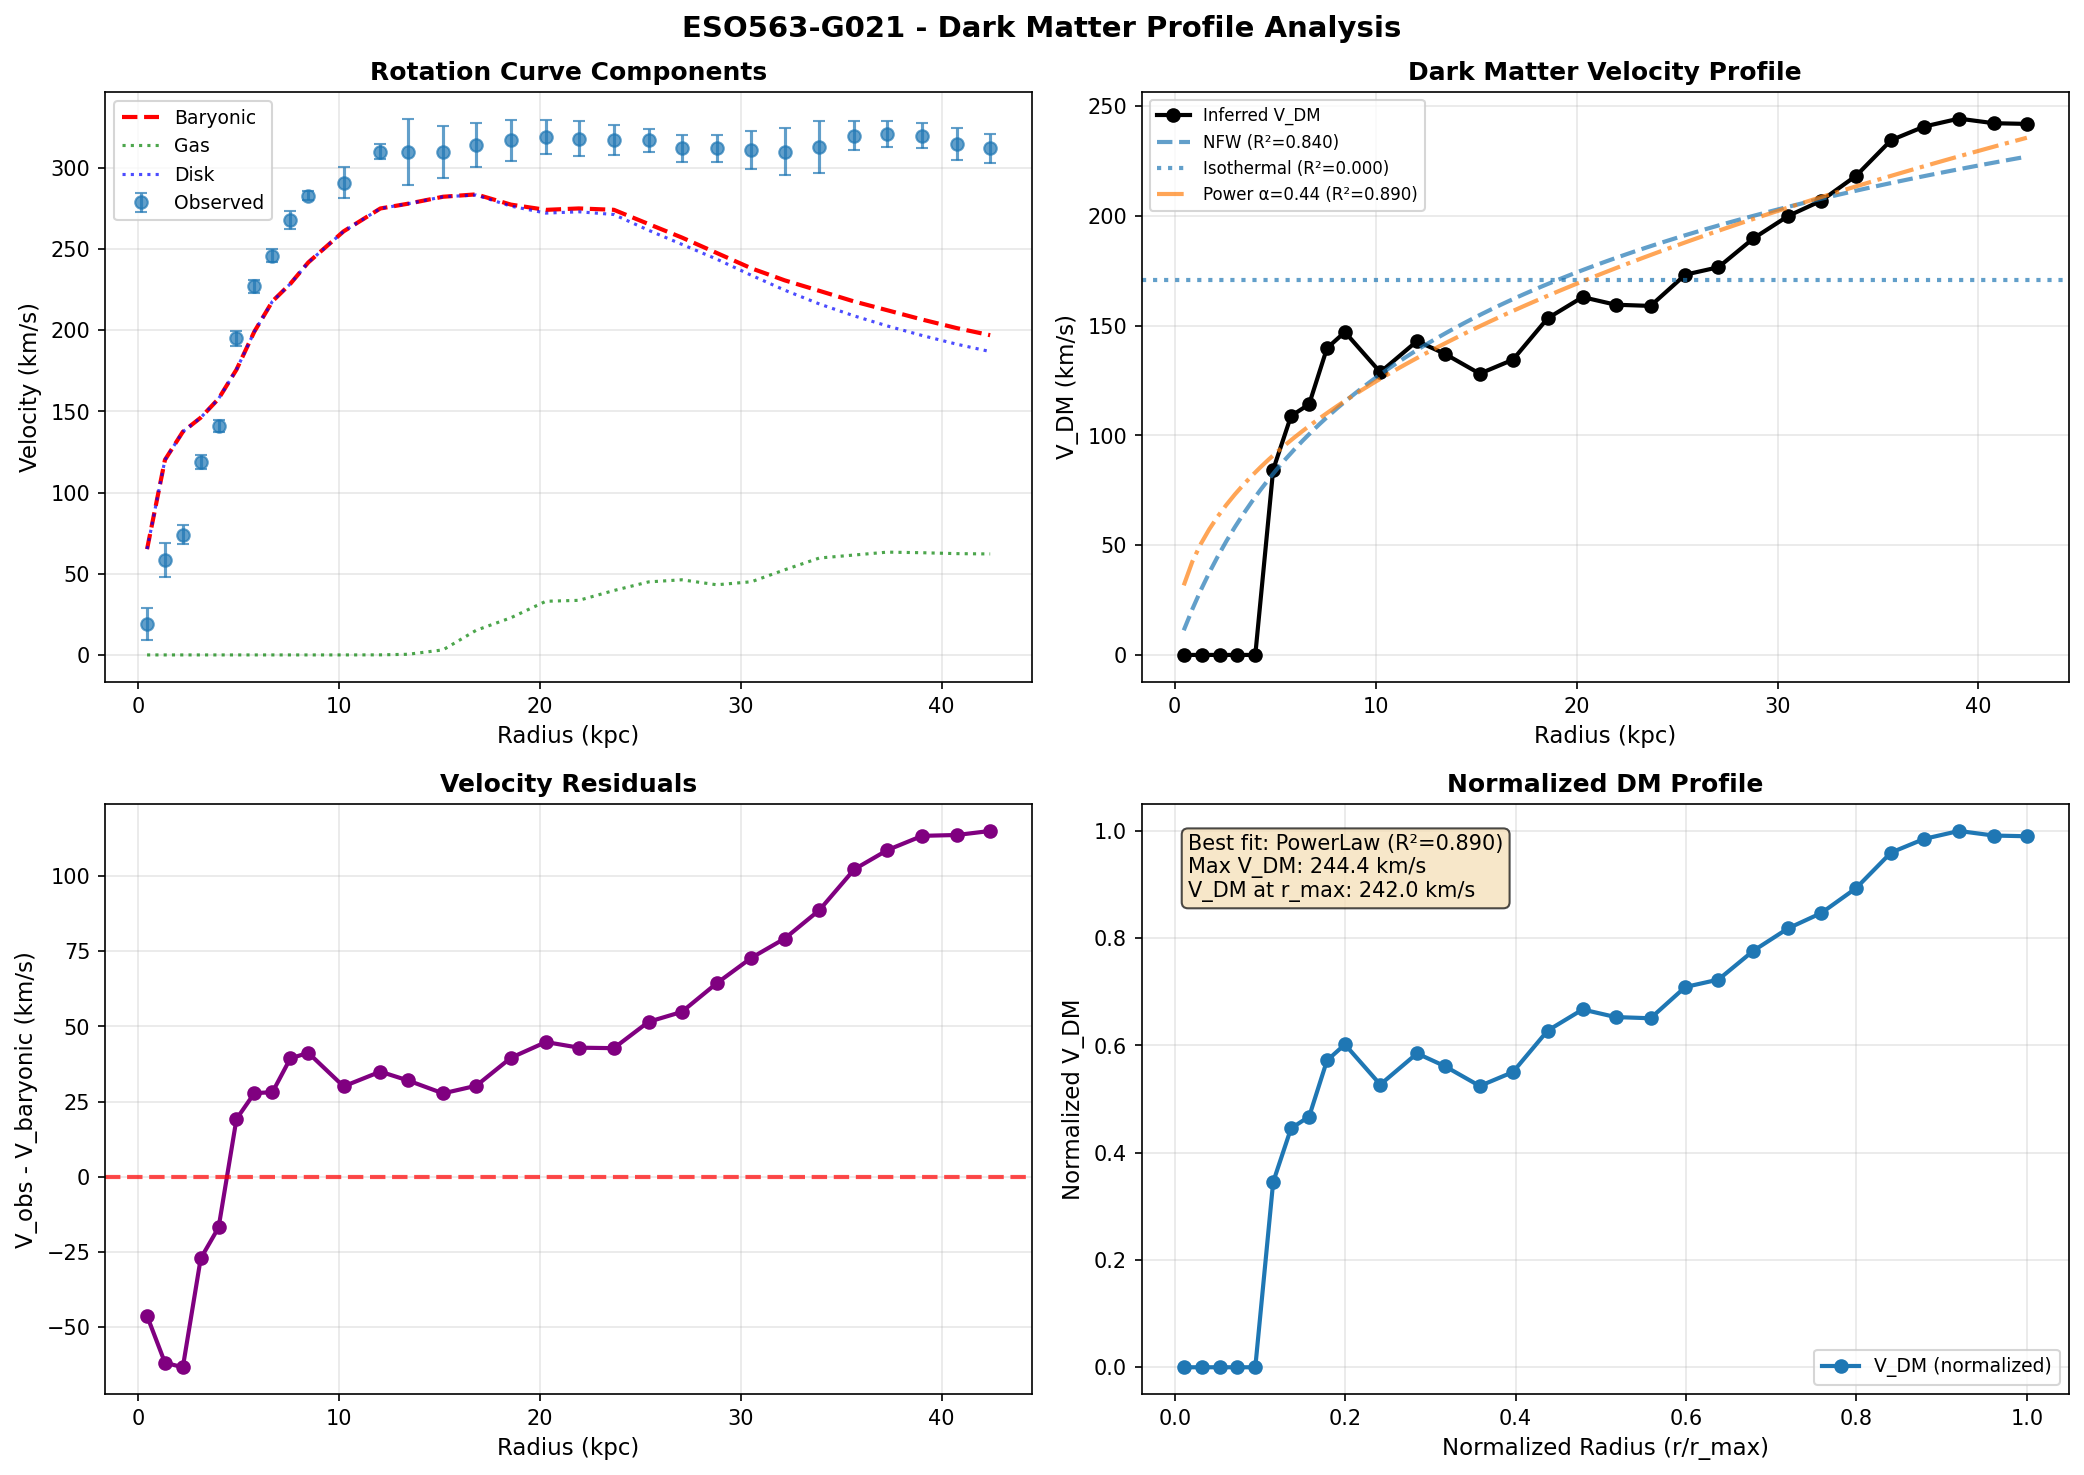 ESO563-G021 - Dark Matter Profile Analysis
Rotation Curve Components
Baryonic
Gas
Disk
Observed
Velocity (km/s)
0
50
100
150
200
250
300
0
10
20
30
40
Radius (kpc)
Dark Matter Velocity Profile
Inferred V_DM
NFW (R²=0.840)
Isothermal (R²=0.000)
Power α=0.44 (R²=0.890)
V_DM (km/s)
0
50
100
150
200
250
0
10
20
30
40
Radius (kpc)
Velocity Residuals
V_obs - V_baryonic (km/s)
−50
−25
0
25
50
75
100
0
10
20
30
40
Radius (kpc)
Normalized DM Profile
Best fit: PowerLaw (R²=0.890)
Max V_DM: 244.4 km/s
V_DM at r_max: 242.0 km/s
Normalized V_DM
0.0
0.2
0.4
0.6
0.8
1.0
V_DM (normalized)
0.0
0.2
0.4
0.6
0.8
1.0
Normalized Radius (r/r_max)